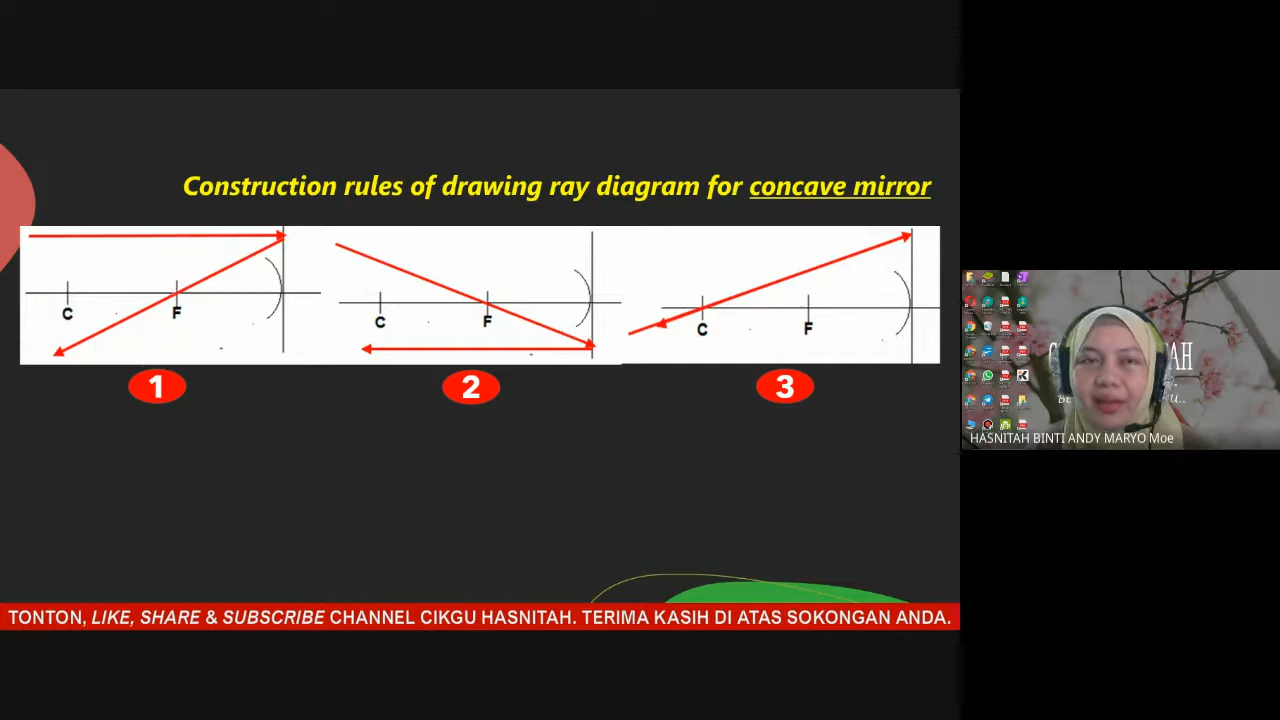 Construction rules of drawing ray diagram for concave mirror
C
F
C
F
C
F
1
2
3
HASNITAH BINTI ANDY MARYO Moe
TONTON, LIKE, SHARE & SUBSCRIBE CHANNEL CIKGU HASNITAH. TERIMA KASIH DI ATAS SOKONGAN ANDA.